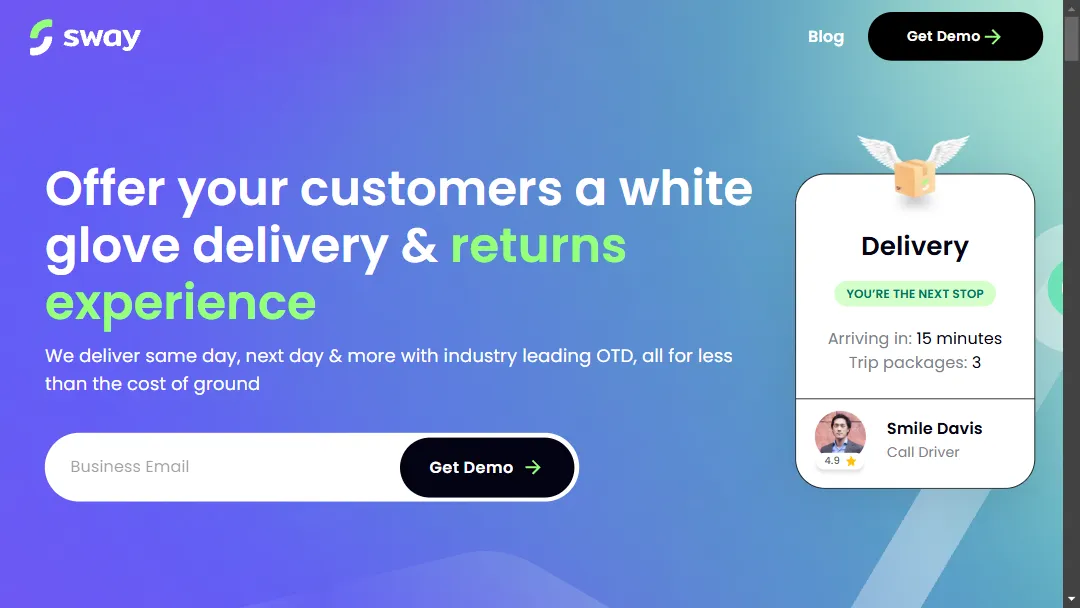 sway
Blog
Get Demo
Offer your customers a white
glove delivery & returns
experience
We deliver same day, next day & more with industry leading OTD, all for less
than the cost of ground
Business Email
Get Demo
Delivery
YOU'RE THE NEXT STOP
Arriving in: 15 minutes
Trip packages: 3
Smile Davis
Call Driver
4.9